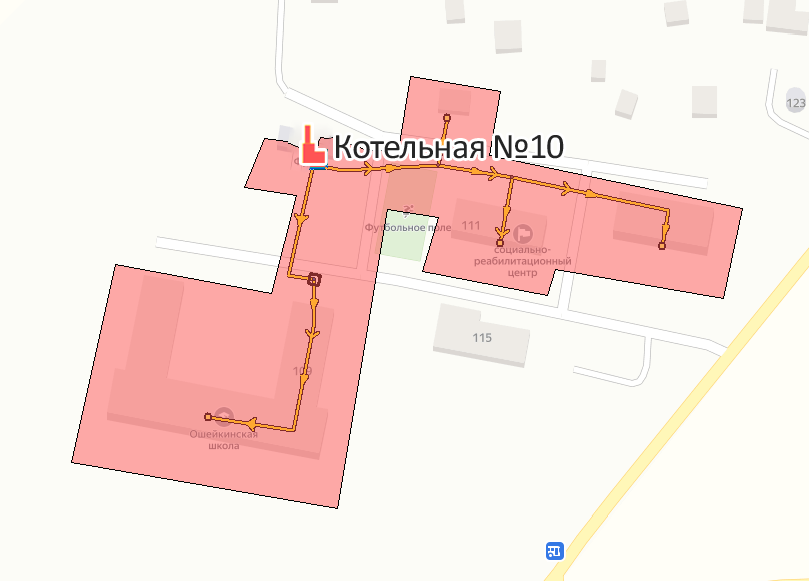 123
Котельная №10
Футбольное поле
111
социально-
реабилитационный
центр
115
109
Ошейкинская
школа